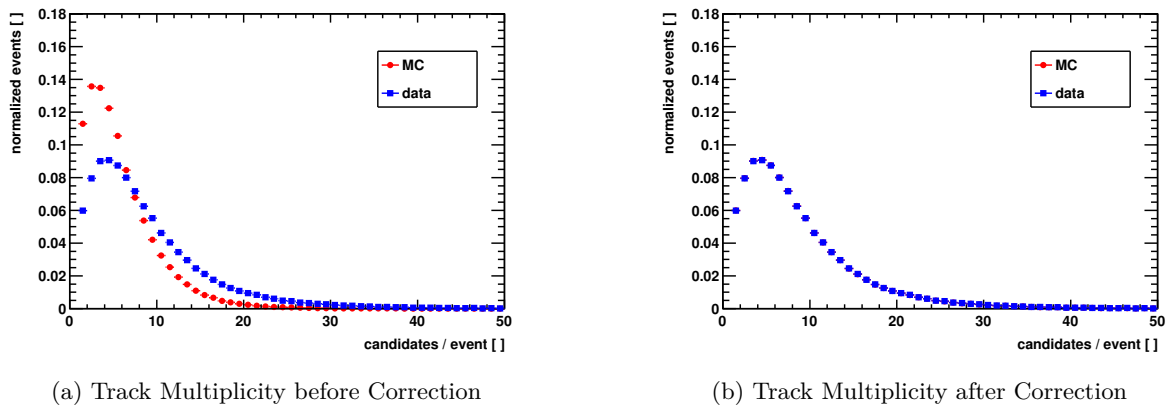 normalized events [ ]
0.18
0.16
0.14
0.12
0.1
0.08
0.06
0.04
0.02
0
MC
data
0 10 20 30 40 50
candidates / event [ ]
(a) Track Multiplicity before Correction
normalized events [ ]
0.18
0.16
0.14
0.12
0.1
0.08
0.06
0.04
0.02
0
MC
data
0 10 20 30 40 50
candidates / event [ ]
(b) Track Multiplicity after Correction